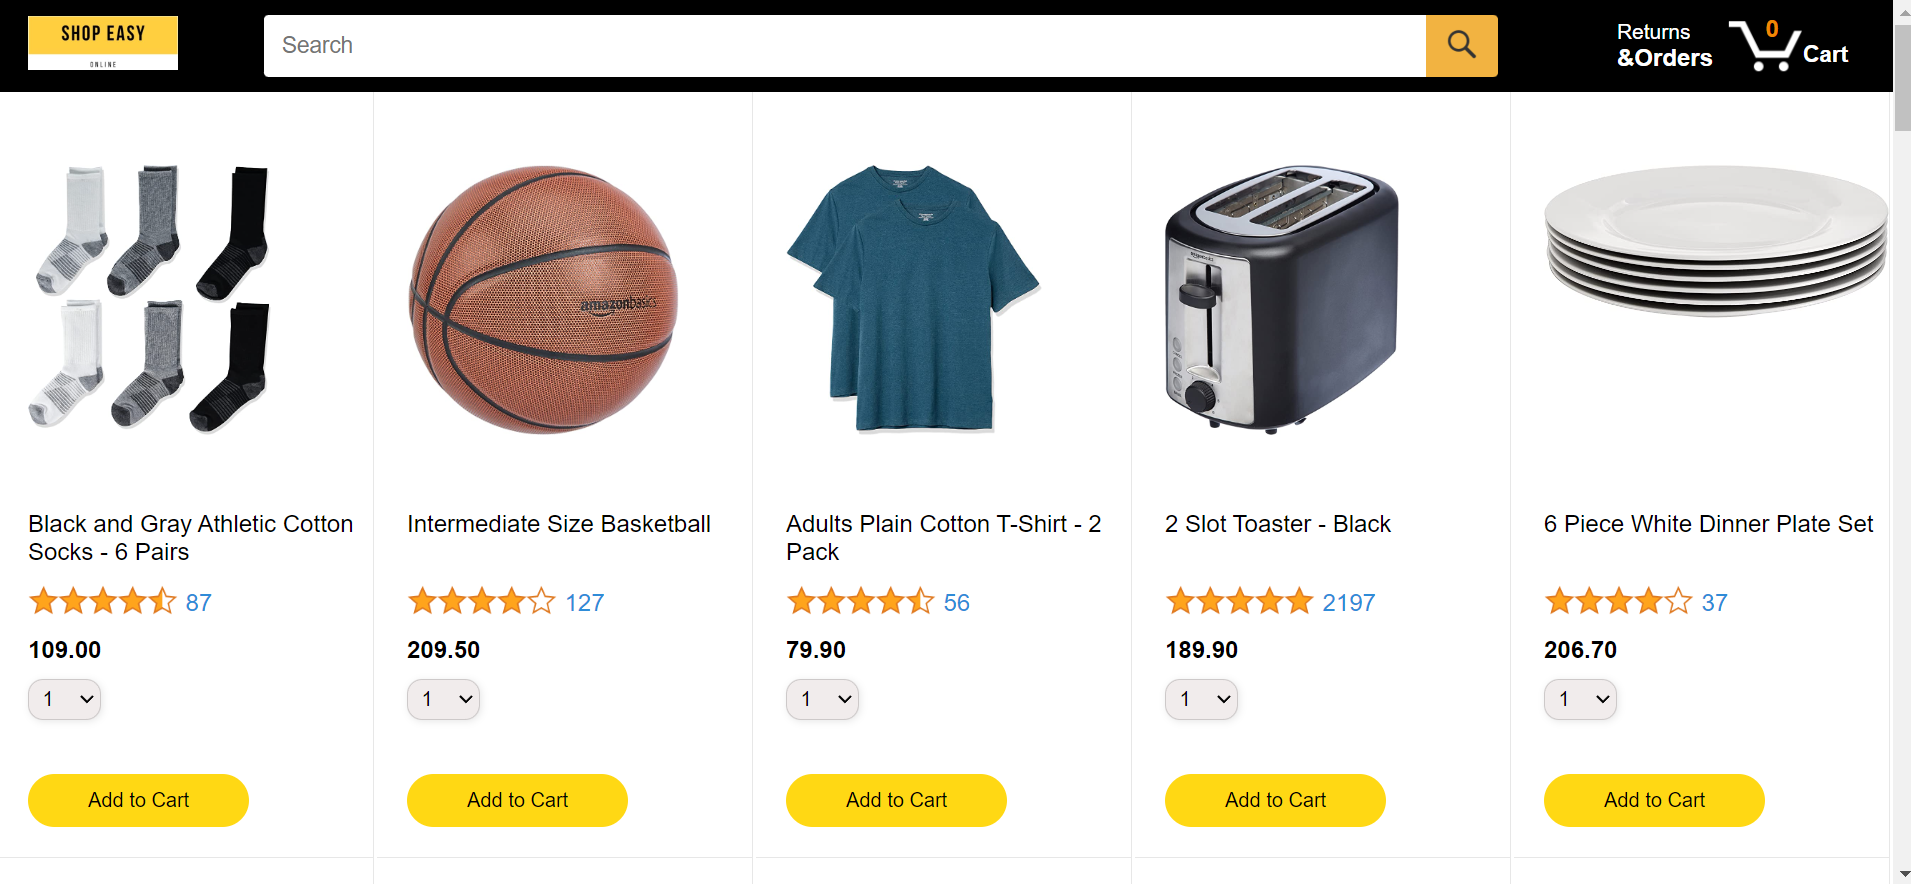 SHOP EASY
ONLINE
Search
Returns
&Orders
0
Cart
amazonbasics
Black and Gray Athletic Cotton
Socks - 6 Pairs
87
109.00
1
Add to Cart
Intermediate Size Basketball
127
209.50
1
Add to Cart
Adults Plain Cotton T-Shirt - 2
Pack
56
79.90
1
Add to Cart
2 Slot Toaster - Black
2197
189.90
1
Add to Cart
6 Piece White Dinner Plate Set
37
206.70
1
Add to Cart